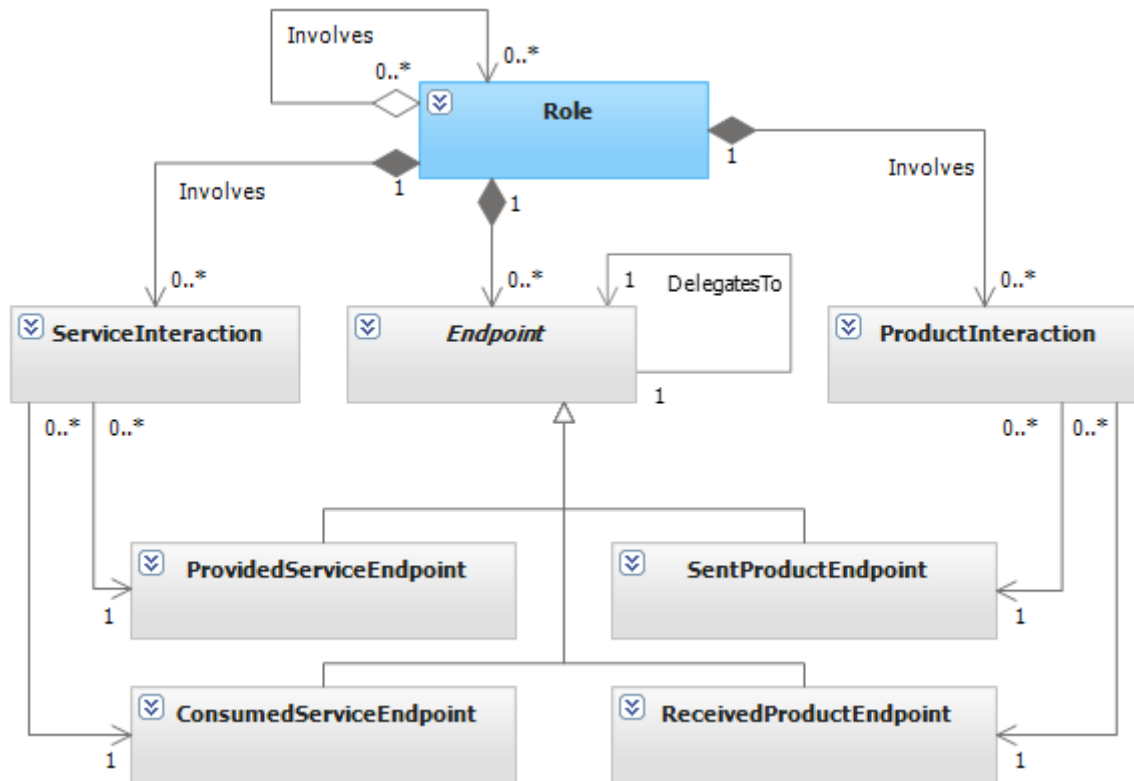 Involves
0..*
0..*
Role
1
1
1
Involves
Involves
0..*
0..*
1
DelegatesTo
0..*
ServiceInteraction
Endpoint
ProductInteraction
1
0..*
0..*
0..*
0..*
ProvidedServiceEndpoint
SentProductEndpoint
1
1
ConsumedServiceEndpoint
ReceivedProductEndpoint
1
1